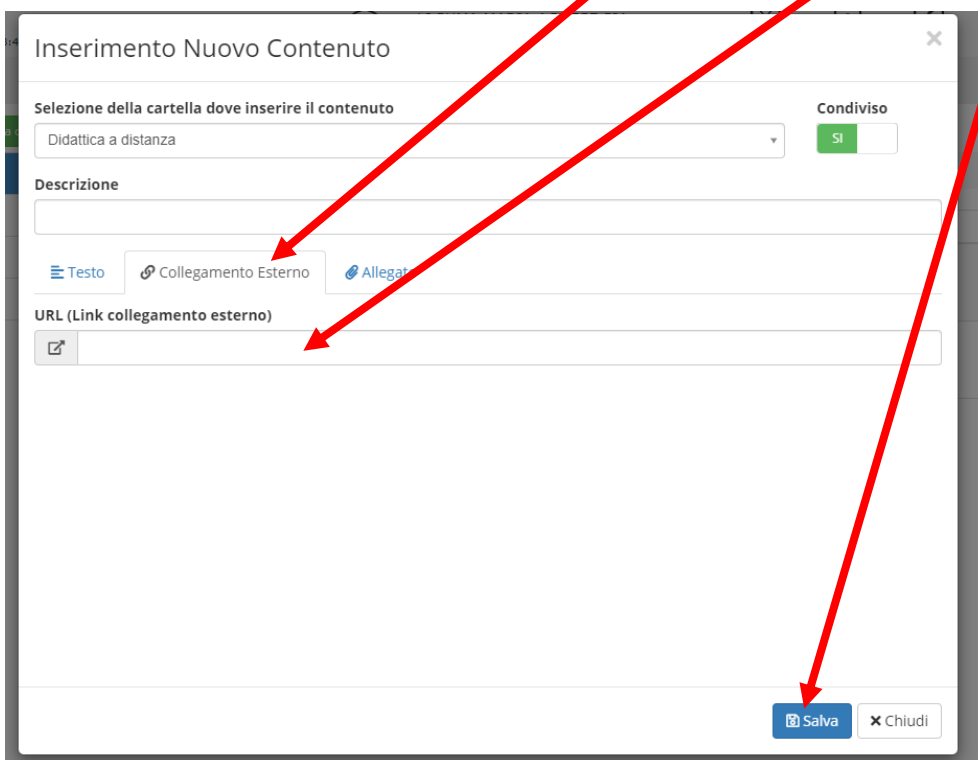 Inserimento Nuovo Contenuto
Selezione della cartella dove inserire il contenuto
Condiviso
Didattica a distanza
SI
Descrizione
Testo
Collegamento Esterno
URL (Link collegamento esterno)
Salva
Chiudi